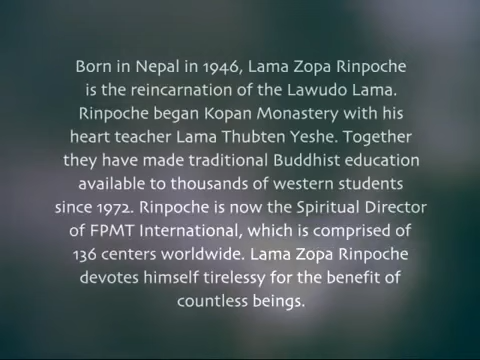 Born in Nepal in 1946, Lama Zopa Rinpoche
is the reincarnation of the Lawudo Lama.
Rinpoche began Kopan Monastery with his
heart teacher Lama Thubten Yeshe. Together
they have made traditional Buddhist education
available to thousands of western students
since 1972. Rinpoche is now the Spiritual Director
of FPMT International, which is comprised of
136 centers worldwide. Lama Zopa Rinpoche
devotes himself tirelessy for the benefit of
countless beings.